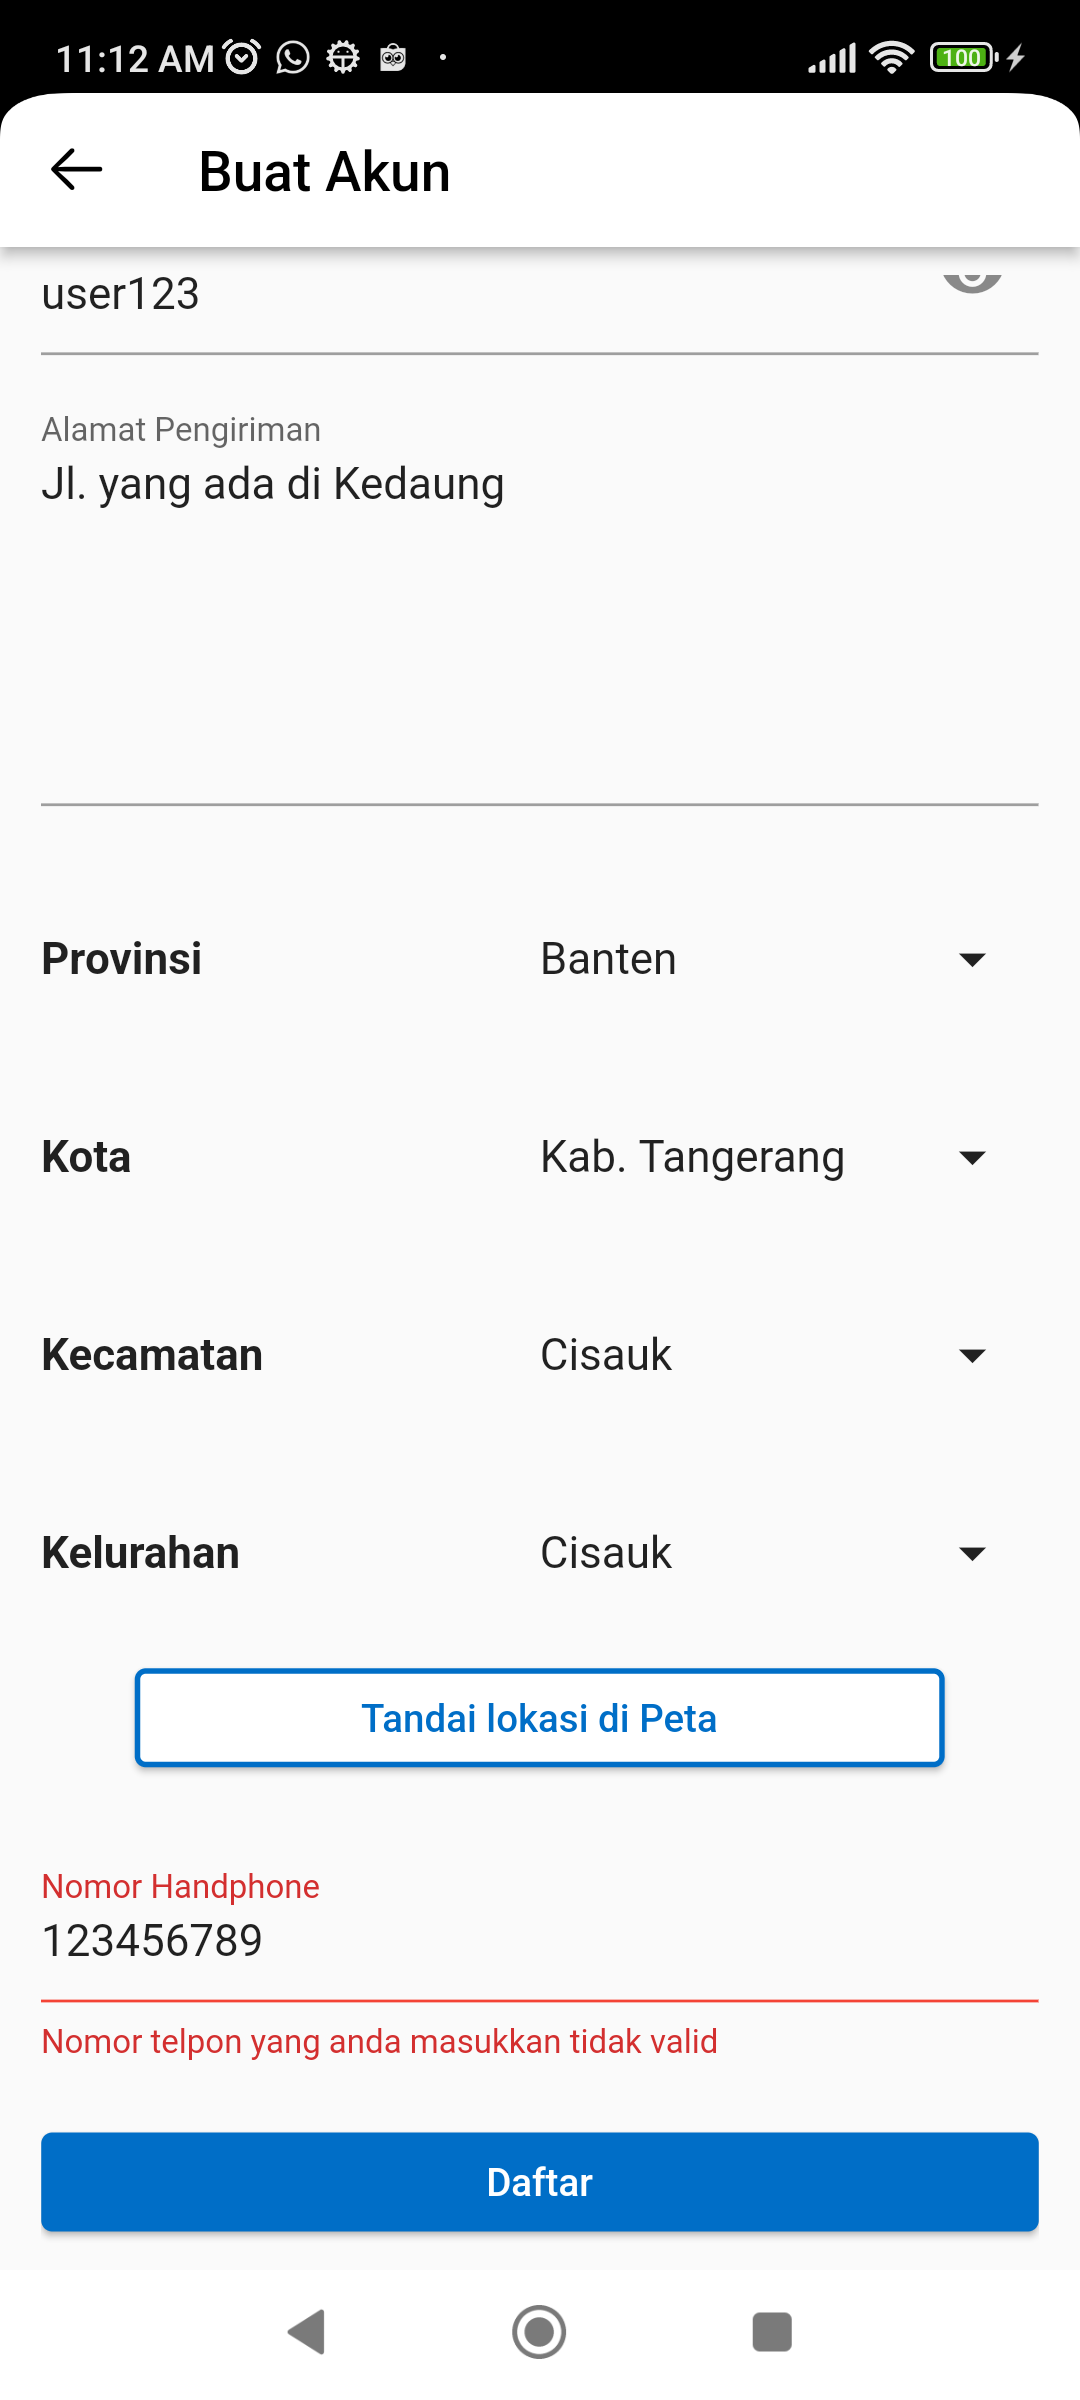 11:12 AM
100
Buat Akun
user123
Alamat Pengiriman
Jl. yang ada di Kedaung
Provinsi Banten
Kota Kab. Tangerang
Kecamatan Cisauk
Kelurahan Cisauk
Tandai lokasi di Peta
Nomor Handphone
123456789
Nomor telpon yang anda masukkan tidak valid
Daftar